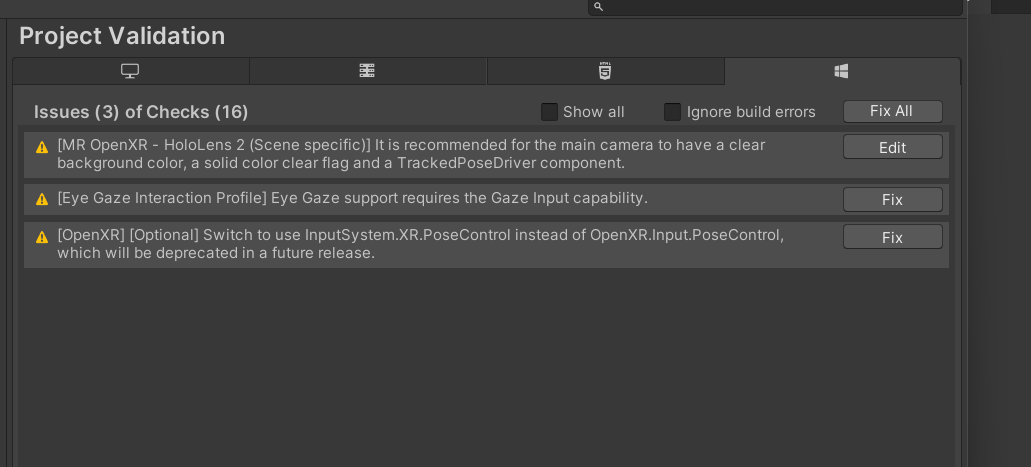 Project Validation
HTML
Issues (3) of Checks (16)
Show all
Ignore build errors
Fix All
[MR OpenXR - HoloLens 2 (Scene specific)] It is recommended for the main camera to have a clear
background color, a solid color clear flag and a TrackedPoseDriver component.
Edit
[Eye Gaze Interaction Profile] Eye Gaze support requires the Gaze Input capability.
Fix
[OpenXR] [Optional] Switch to use InputSystem.XR.PoseControl instead of OpenXR.Input.PoseControl,
which will be deprecated in a future release.
Fix